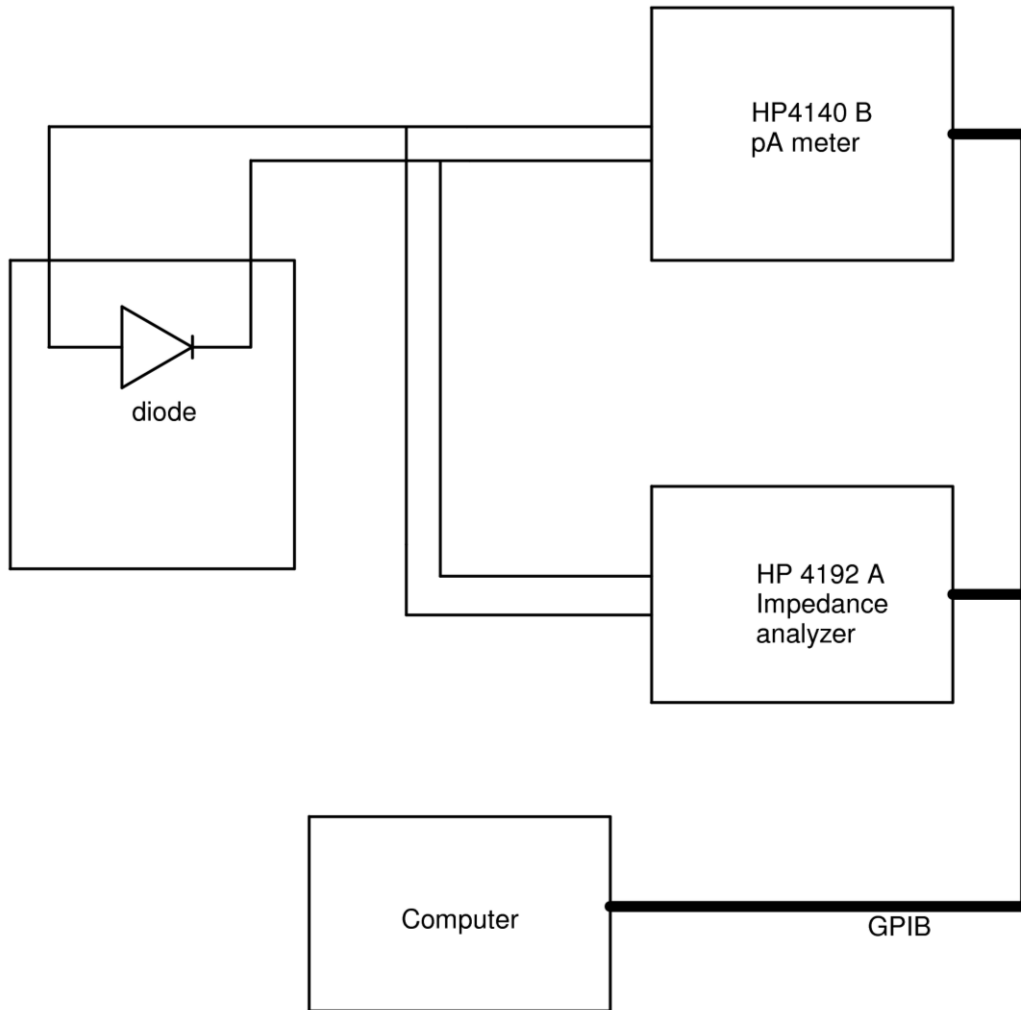 HP4140 B
pA meter
diode
HP 4192 A
Impedance
analyzer
Computer
GPIB